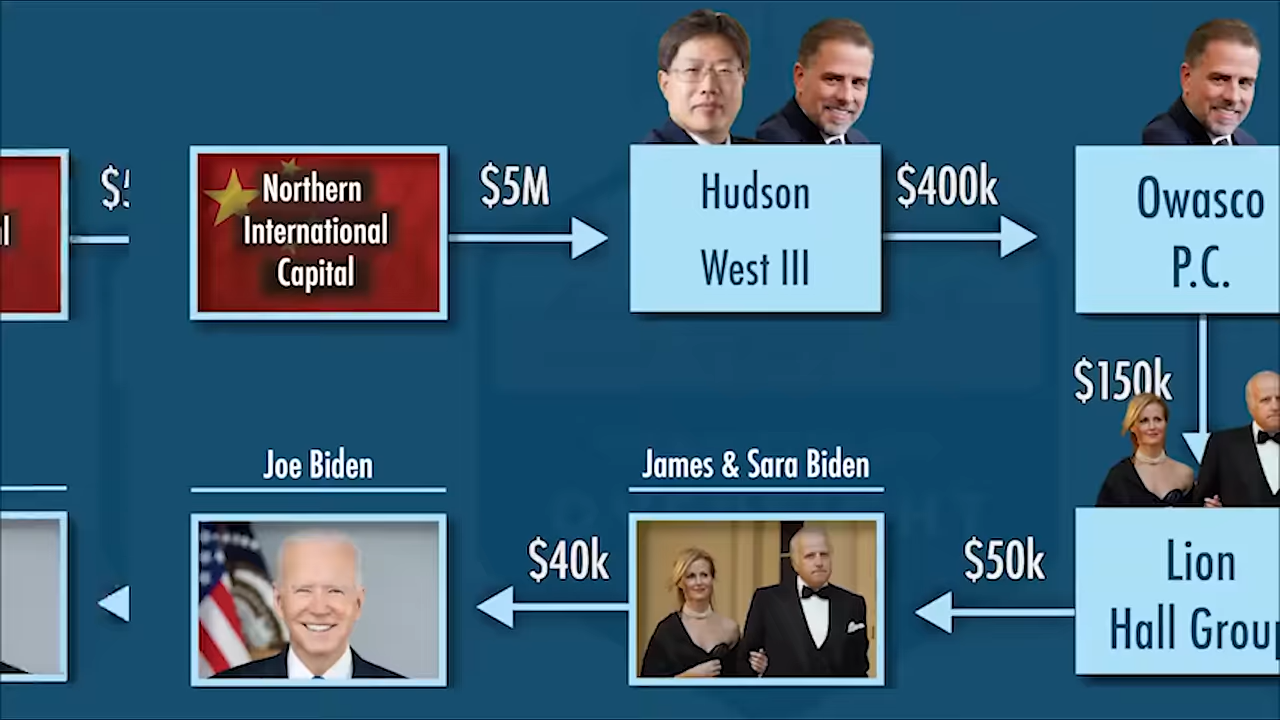 Northern
International
Capital
$5M
Hudson
West III
$400k
Owasco
P.C.
$150k
Lion
Hall Group
$50k
James & Sara Biden
$40k
Joe Biden